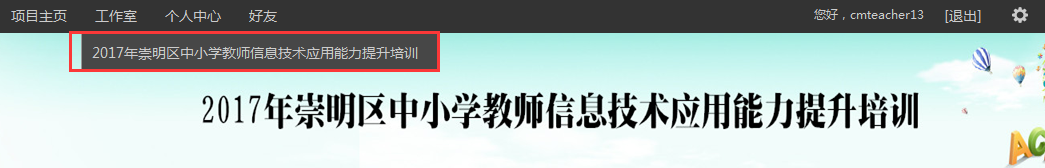 项目主页 工作室 个人中心 好友 您好，cmteacher13 [退出]
2017年崇明区中小学教师信息技术应用能力提升培训
2017年崇明区中小学教师信息技术应用能力提升培训
AG